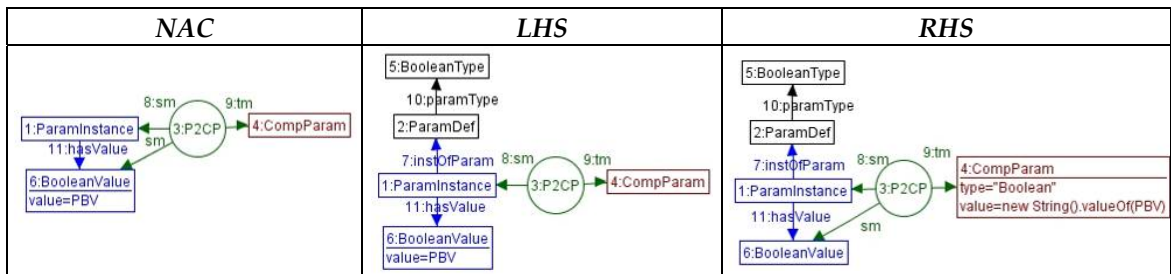 NAC
LHS
RHS
8:sm
9:tm
1:ParamInstance
3:P2CP
4:CompParam
11:hasValue
sm
6:BooleanValue
value=PBV
5:BooleanType
10:paramType
2:ParamDef
7:instOfParam
8:sm
9:tm
1:ParamInstance
3:P2CP
4:CompParam
11:hasValue
6:BooleanValue
value=PBV
5:BooleanType
10:paramType
2:ParamDef
7:instOfParam
8:sm
9:tm
1:ParamInstance
3:P2CP
4:CompParam
type="Boolean"
value=new String().valueOf(PBV)
11:hasValue
sm
6:BooleanValue